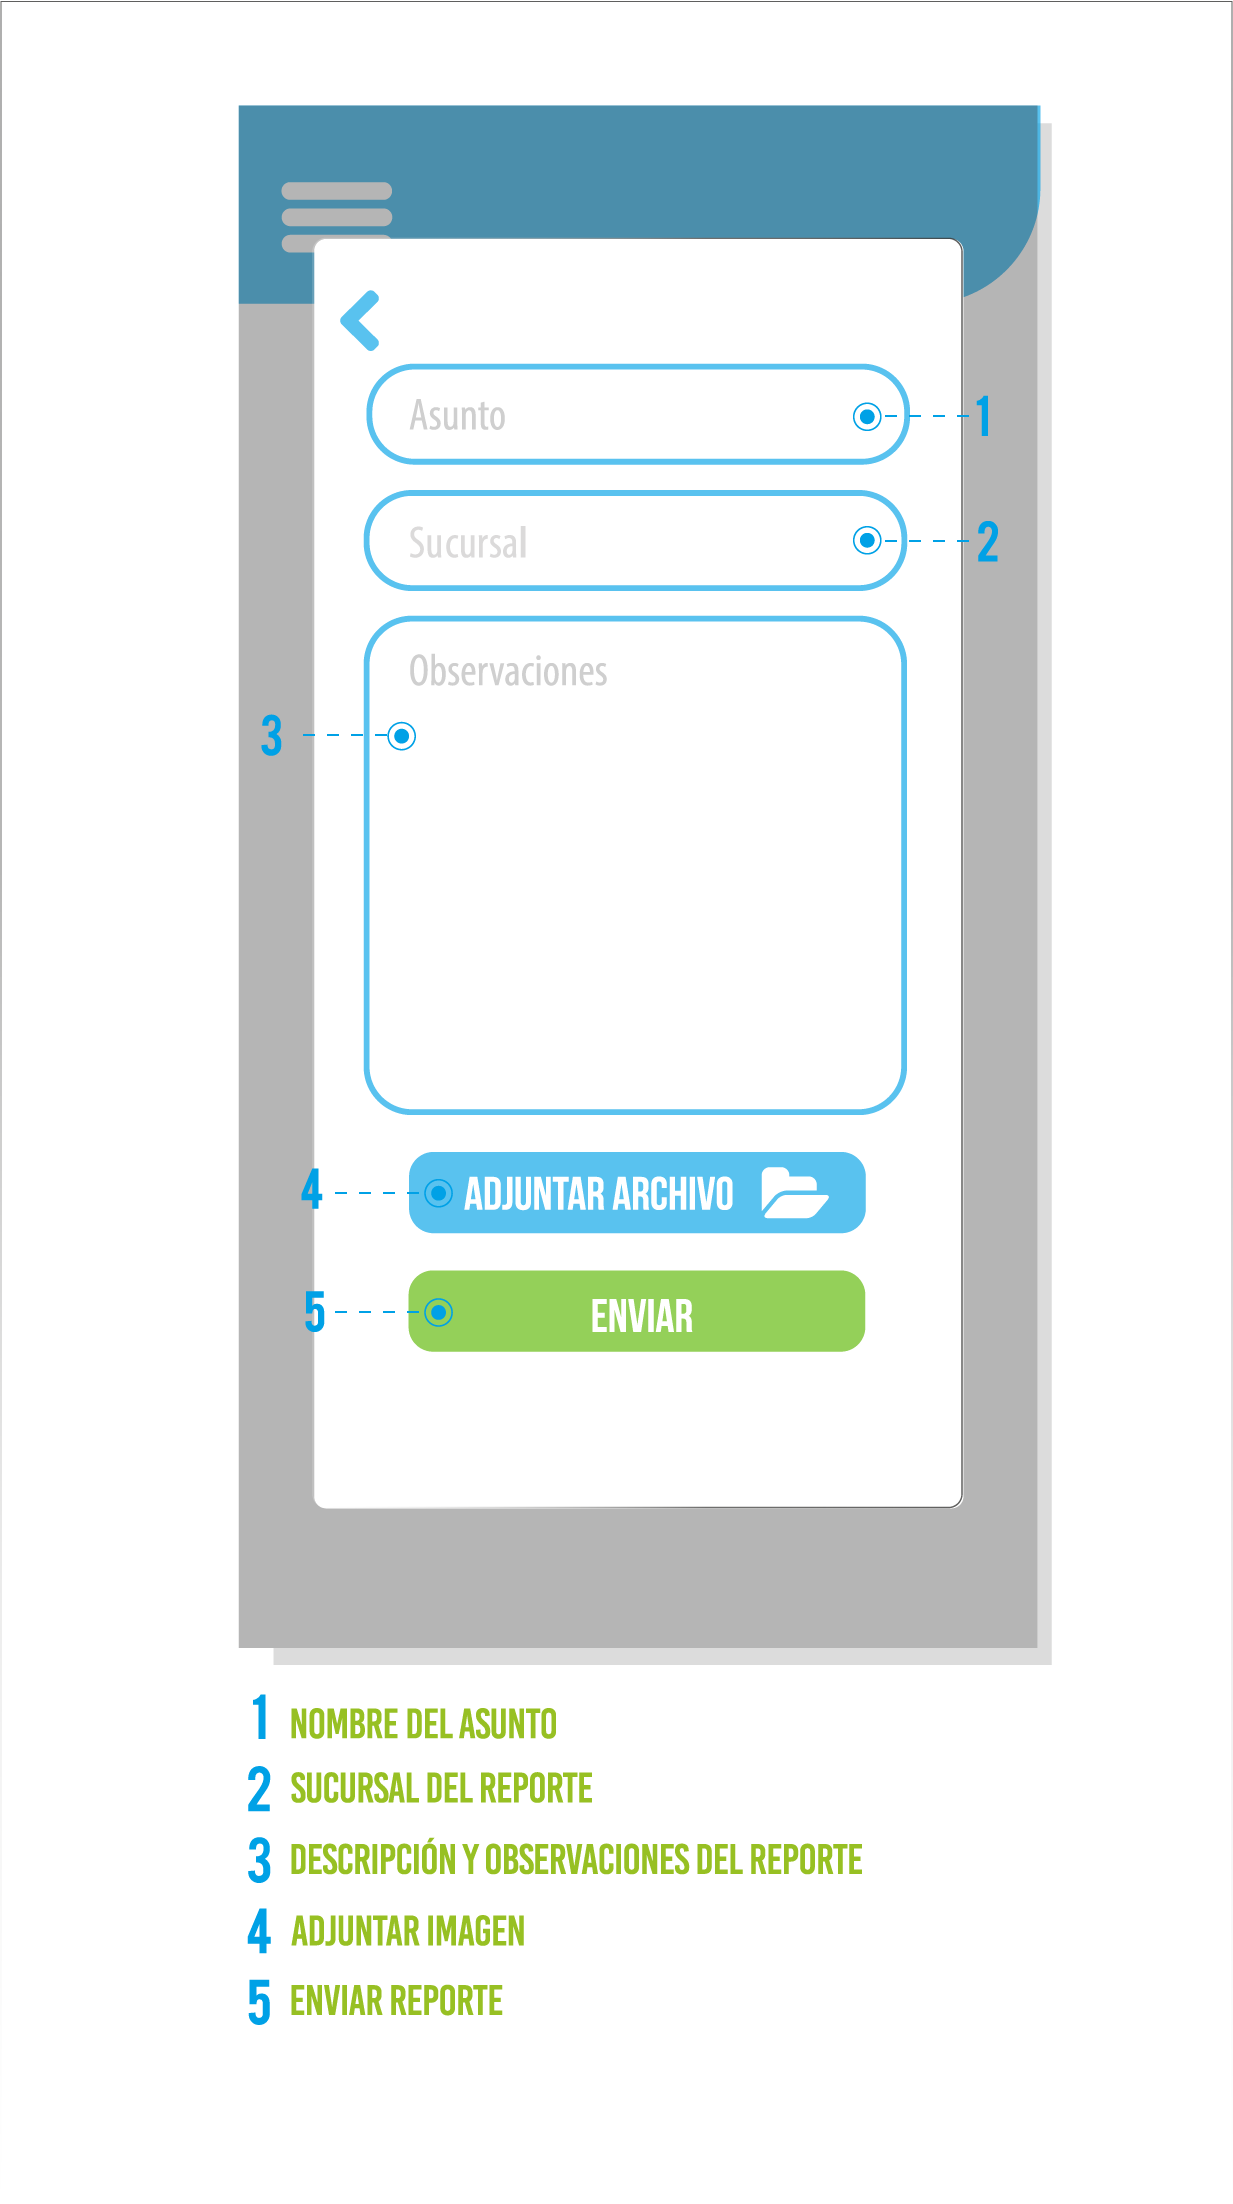 Asunto
1
Sucursal
2
Observaciones
3
4 ADJUNTAR ARCHIVO
5 ENVIAR
1 NOMBRE DEL ASUNTO
2 SUCURSAL DEL REPORTE
3 DESCRIPCIÓN Y OBSERVACIONES DEL REPORTE
4 ADJUNTAR IMAGEN
5 ENVIAR REPORTE